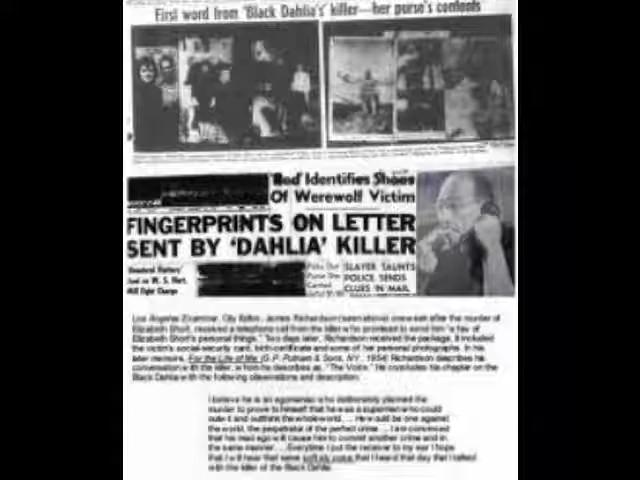 First word from 'Black Dahlia's' killer—her purse's contents
Dad Identifies Shoes
Of Werewolf Victim
FINGERPRINTS ON LETTER
SENT BY 'DAHLIA' KILLER
SLAYER TAUNTS
POLICE SENDS
CLUES IN MAIL
Los Angeles Examiner, City Editor, James Richardson (seen above) one week after the murder of
Elizabeth Short, received a telephone call from the killer who promised to send him "a few of
Elizabeth Short's personal things." Two days later, Richardson received the package. It included
the victim's social-security card, birth certificate and some of her personal photographs. In his
later memoirs, For the Life of Me (G.P. Putnam & Sons, NY, 1954) Richardson describes his
conversation with the killer, whom he describes as, "The Voice." He concludes his chapter on the
Black Dahlia with the following observations and description:
I believe he is an egomaniac who deliberately planned the
murder to prove to himself that he was a superman who could
outwit and outthink the whole world. ... He would be one against
the world, the perpetrator of the perfect crime. ... I am convinced
that his mad ego will cause him to commit another crime and in
the same manner. ... Everytime I put the receiver to my ear I hope
that I will hear that same soft sly voice that I heard that day that I talked
with the killer of the Black Dahlia.